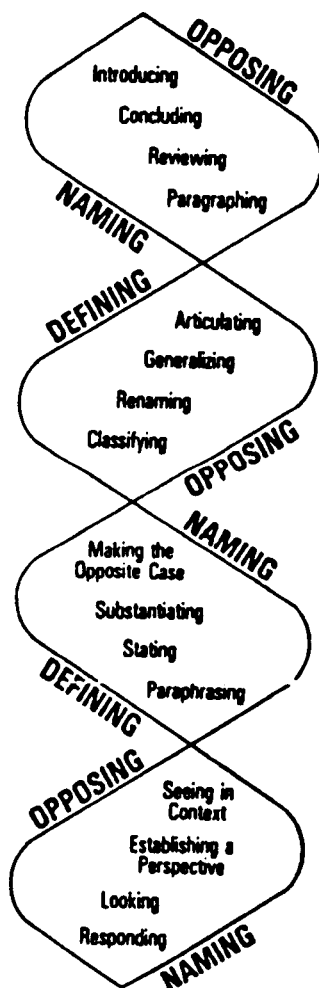 OPPOSING
Introducing
Concluding
Reviewing
Paragraphing
NAMING
DEFINING
Articulating
Generalizing
Renaming
Classifying
OPPOSING
NAMING
Making the
Opposite Case
Substantiating
Stating
Paraphrasing
DEFINING
OPPOSING
Seeing in
Context
Establishing a
Perspective
Looking
Responding
NAMING